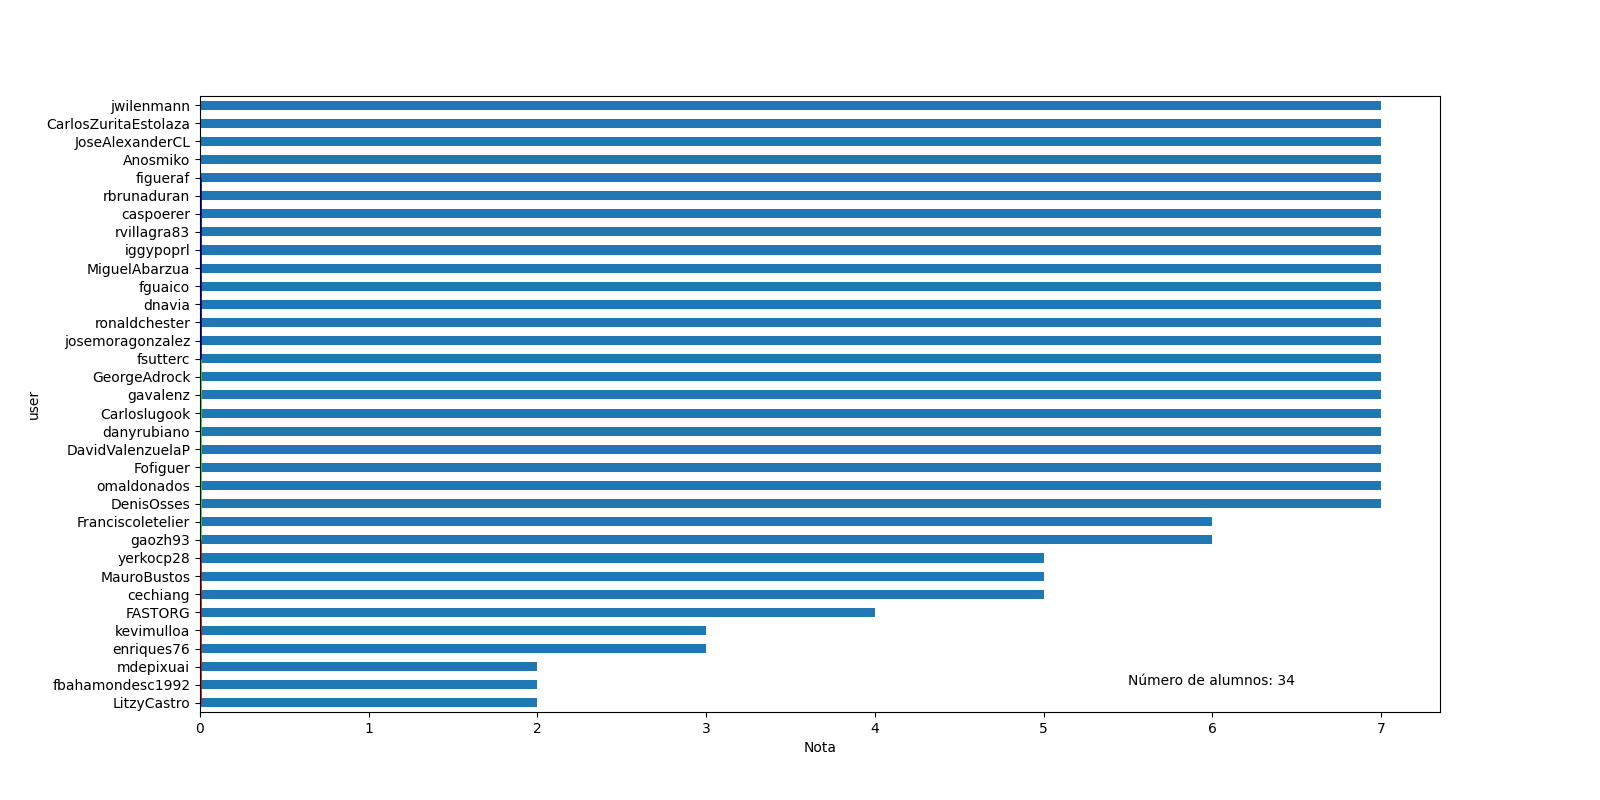 jwilenmann
CarlosZuritaEstolaza
JoseAlexanderCL
Anosmiko
figueraf
rbrunaduran
caspoerer
rvillagra83
iggypoprl
MiguelAbarzua
fguaico
dnavia
ronaldchester
josemoragonzalez
fsutterc
GeorgeAdrock
gavalenz
Carloslugook
danyrubiano
DavidValenzuelaP
Fofiguer
omaldonados
DenisOsses
Franciscoletelier
gaozh93
yerkocp28
MauroBustos
cechiang
FASTORG
kevimulloa
enriques76
mdepixuai
fbahamondesc1992
LitzyCastro
user
Número de alumnos: 34
0 1 2 3 4 5 6 7
Nota